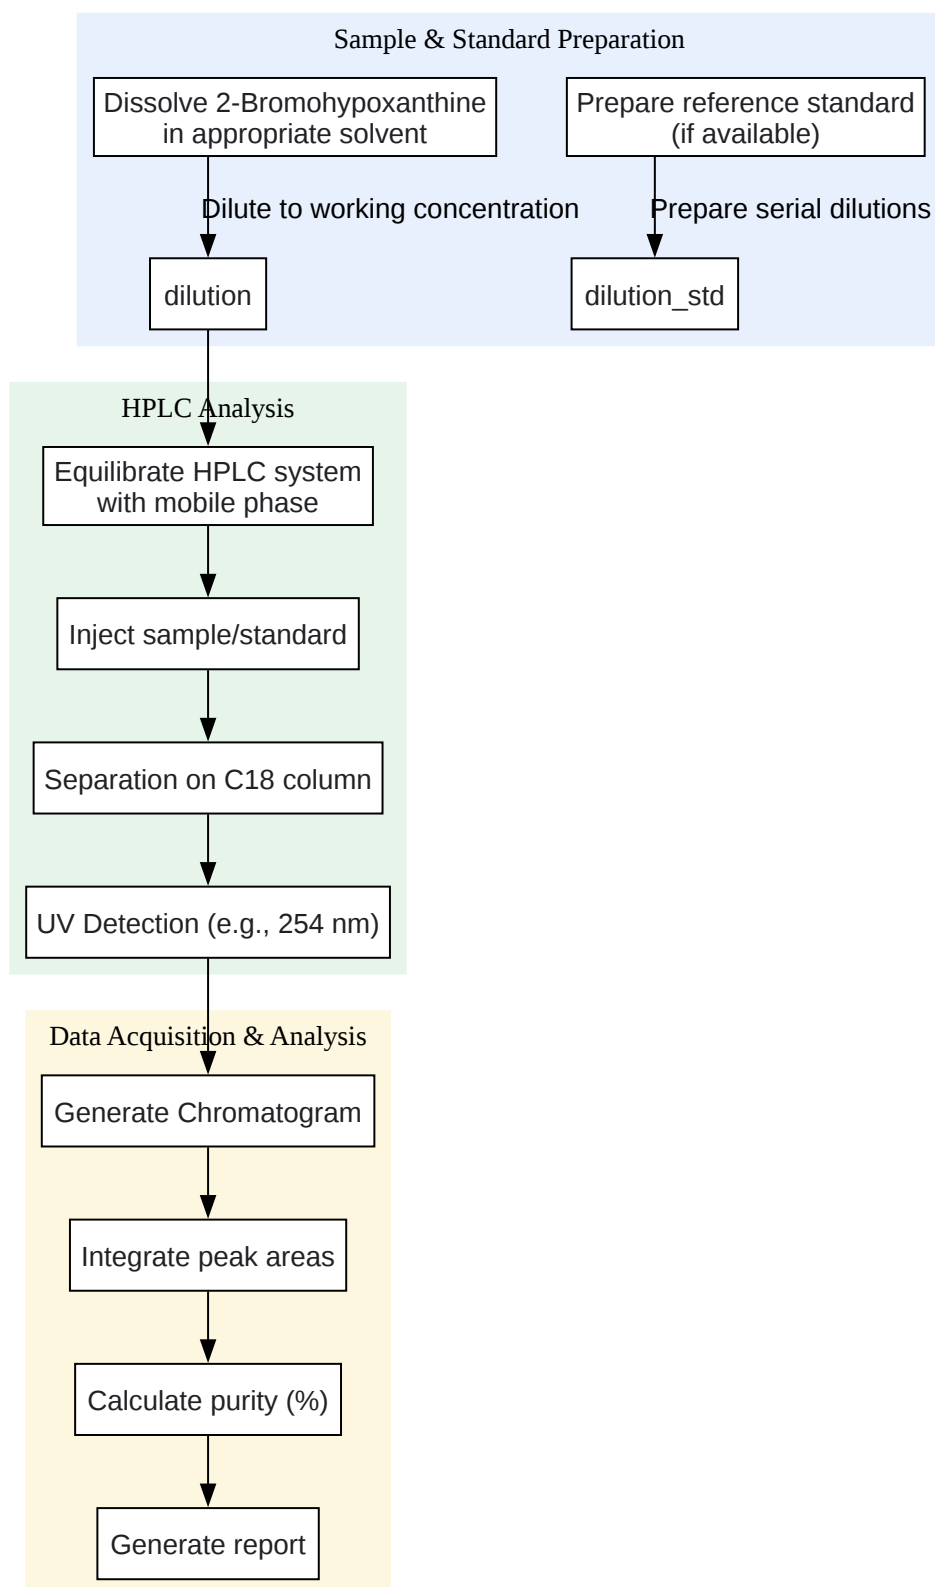 Sample & Standard Preparation
Dissolve 2-Bromohypoxanthine
in appropriate solvent
Prepare reference standard
(if available)
Dilute to working concentration
Prepare serial dilutions
dilution
dilution_std
HPLC Analysis
Equilibrate HPLC system
with mobile phase
Inject sample/standard
Separation on C18 column
UV Detection (e.g., 254 nm)
Data Acquisition & Analysis
Generate Chromatogram
Integrate peak areas
Calculate purity (%)
Generate report